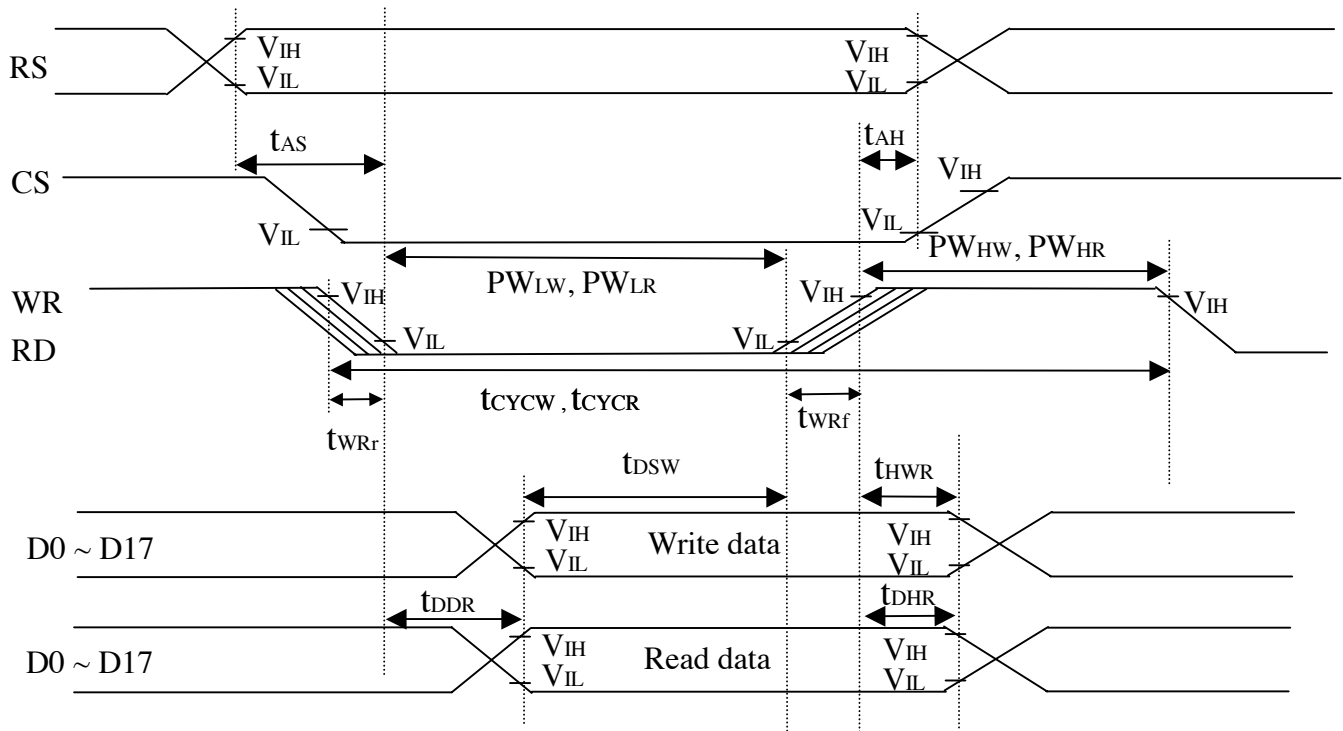 VIH
VIH
RS
VIL
VIL
tAS
tAH
CS
VIH
VIL
VIL
PWHW, PWHR
PWLW, PWLR
WR
VIH
VIH
VIH
RD
VIL
VIL
tCYCW , tCYCR
tWRr
tWRf
tDSW
tHWR
D0 ~ D17
VIH
Write data
VIH
VIL
VIL
tDDR
tDHR
D0 ~ D17
VIH
Read data
VIH
VIL
VIL